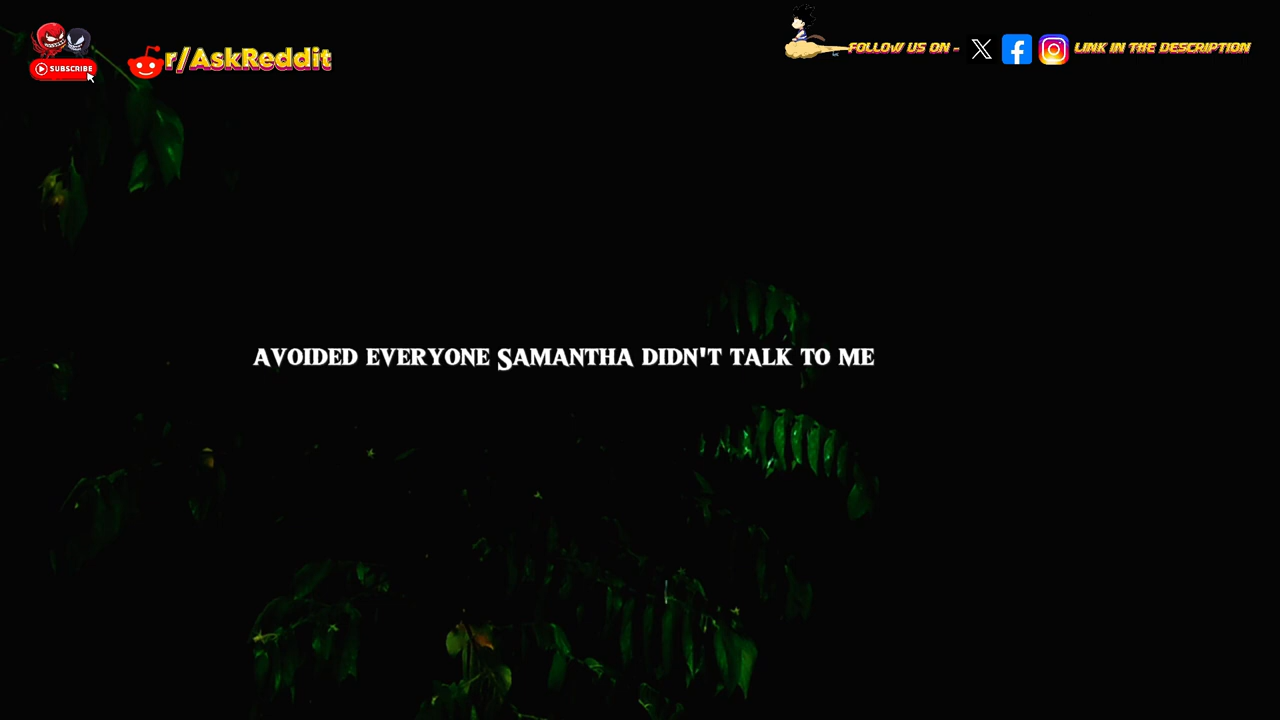 SUBSCRIBE
r/AskReddit
FOLLOW US ON -
LINK IN THE DESCRIPTION
AVOIDED EVERYONE SAMANTHA DIDN'T TALK TO ME